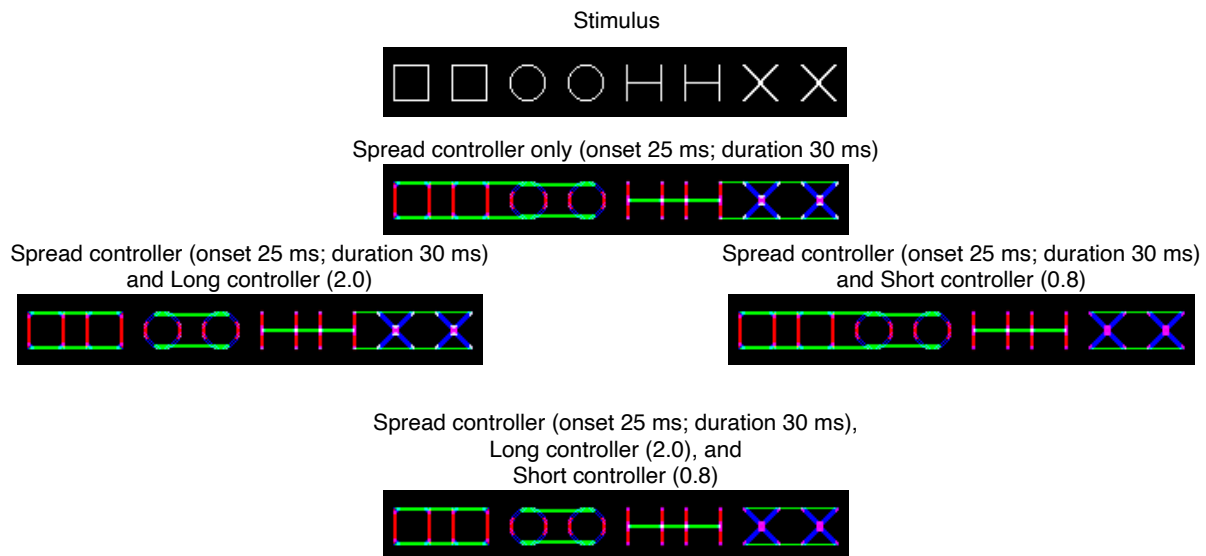 Stimulus
Spread controller only (onset 25 ms; duration 30 ms)
Spread controller (onset 25 ms; duration 30 ms)
and Long controller (2.0)
Spread controller (onset 25 ms; duration 30 ms)
and Short controller (0.8)
Spread controller (onset 25 ms; duration 30 ms),
Long controller (2.0), and
Short controller (0.8)